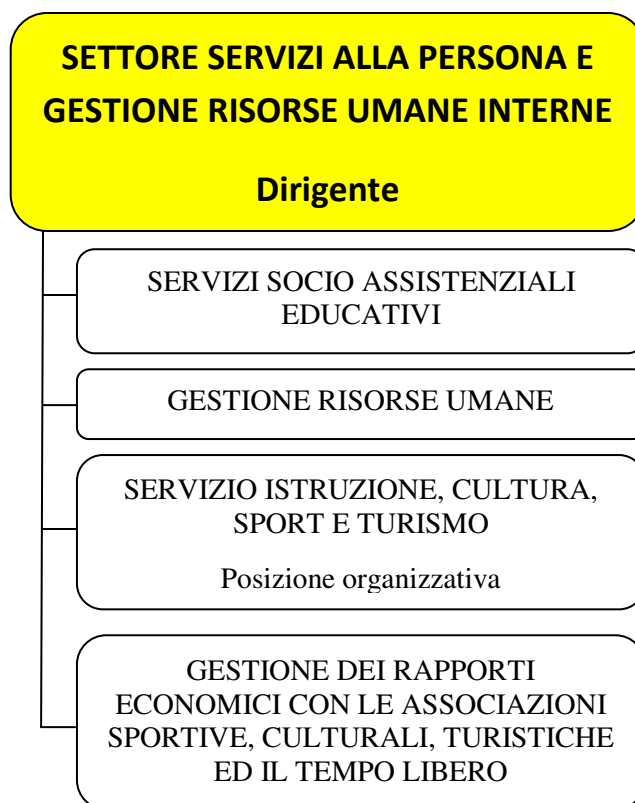 SETTORE SERVIZI ALLA PERSONA E
GESTIONE RISORSE UMANE INTERNE
Dirigente
SERVIZI SOCIO ASSISTENZIALI
EDUCATIVI
GESTIONE RISORSE UMANE
SERVIZIO ISTRUZIONE, CULTURA,
SPORT E TURISMO
Posizione organizzativa
GESTIONE DEI RAPPORTI
ECONOMICI CON LE ASSOCIAZIONI
SPORTIVE, CULTURALI, TURISTICHE
ED IL TEMPO LIBERO